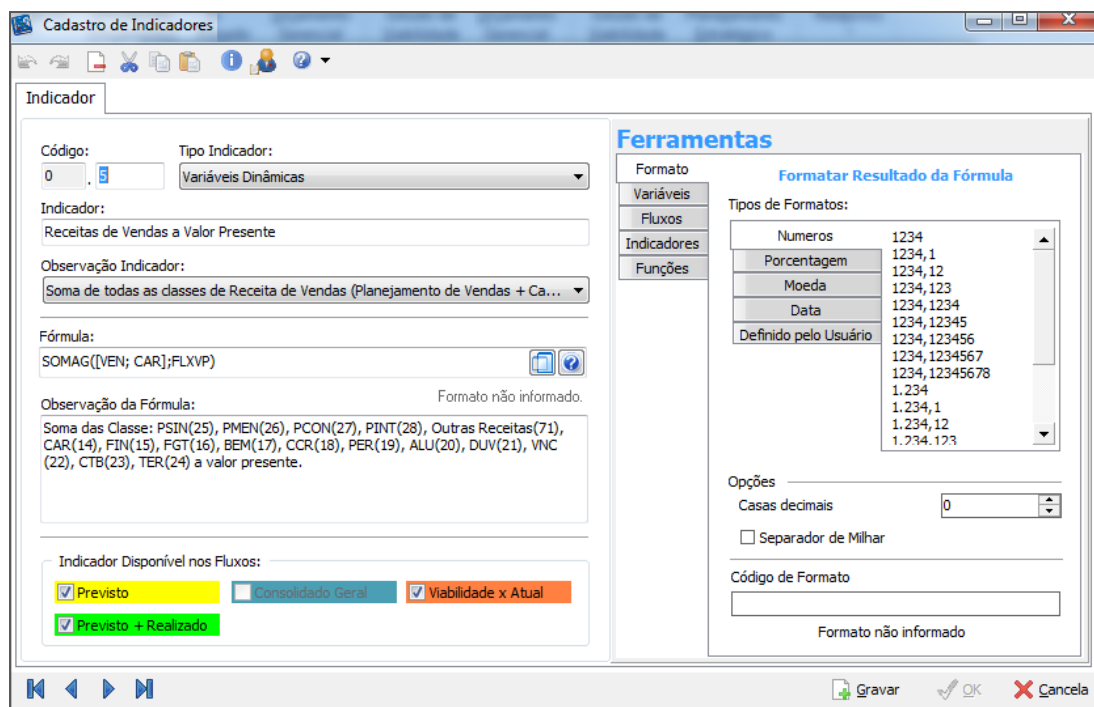 Cadastro de Indicadores
Indicador
Código:
Tipo Indicador:
0 . 5
Variáveis Dinâmicas
Indicador:
Receitas de Vendas a Valor Presente
Observação Indicador:
Soma de todas as classes de Receita de Vendas (Planejamento de Vendas + Ca...
Fórmula:
SOMAG([VEN; CAR];FLXVP)
Formato não informado.
Observação da Fórmula:
Soma das Classe: PSIN(25), PMEN(26), PCON(27), PINT(28), Outras Receitas(71),
CAR(14), FIN(15), FGT(16), BEM(17), CCR(18), PER(19), ALU(20), DUV(21), VNC
(22), CTB(23), TER(24) a valor presente.
Indicador Disponível nos Fluxos:
Previsto
Consolidado Geral
Viabilidade x Atual
Previsto + Realizado
Ferramentas
Formato
Variáveis
Fluxos
Indicadores
Funções
Formatar Resultado da Fórmula
Tipos de Formatos:
Numeros
Porcentagem
Moeda
Data
Definido pelo Usuário
1234
1234,1
1234,12
1234,123
1234,1234
1234,12345
1234,123456
1234,1234567
1234,12345678
1.234
1.234,1
1.234,12
1.234,123
Opções
Casas decimais
0
Separador de Milhar
Código de Formato
Formato não informado
Gravar
OK
Cancela